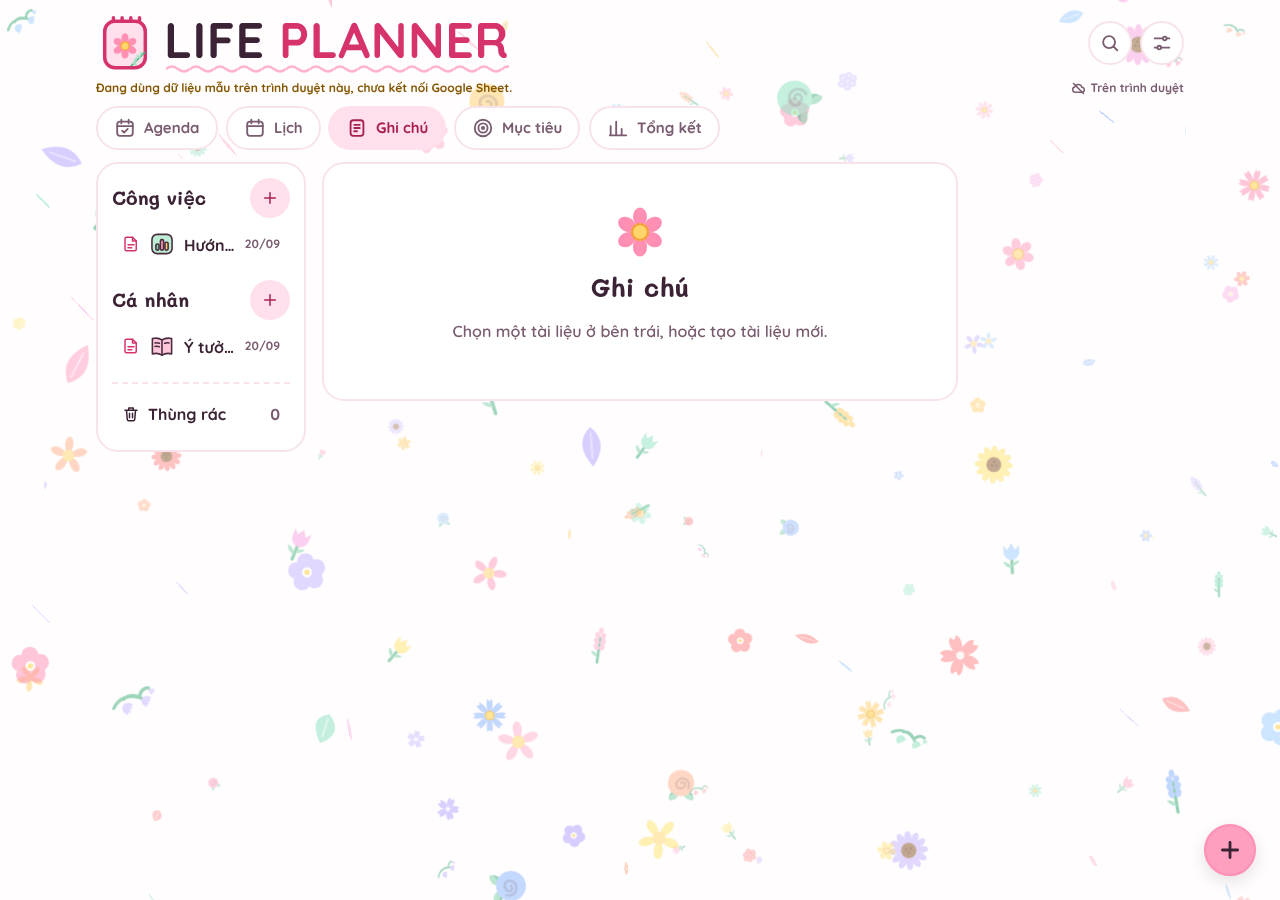 LIFE PLANNER
Đang dùng dữ liệu mẫu trên trình duyệt này, chưa kết nối Google Sheet.
Trên trình duyệt
Agenda
Lịch
Ghi chú
Mục tiêu
Tổng kết
Công việc
Hướn... 20/09
Cá nhân
Ý tưở... 20/09
Thùng rác 0
Ghi chú
Chọn một tài liệu ở bên trái, hoặc tạo tài liệu mới.